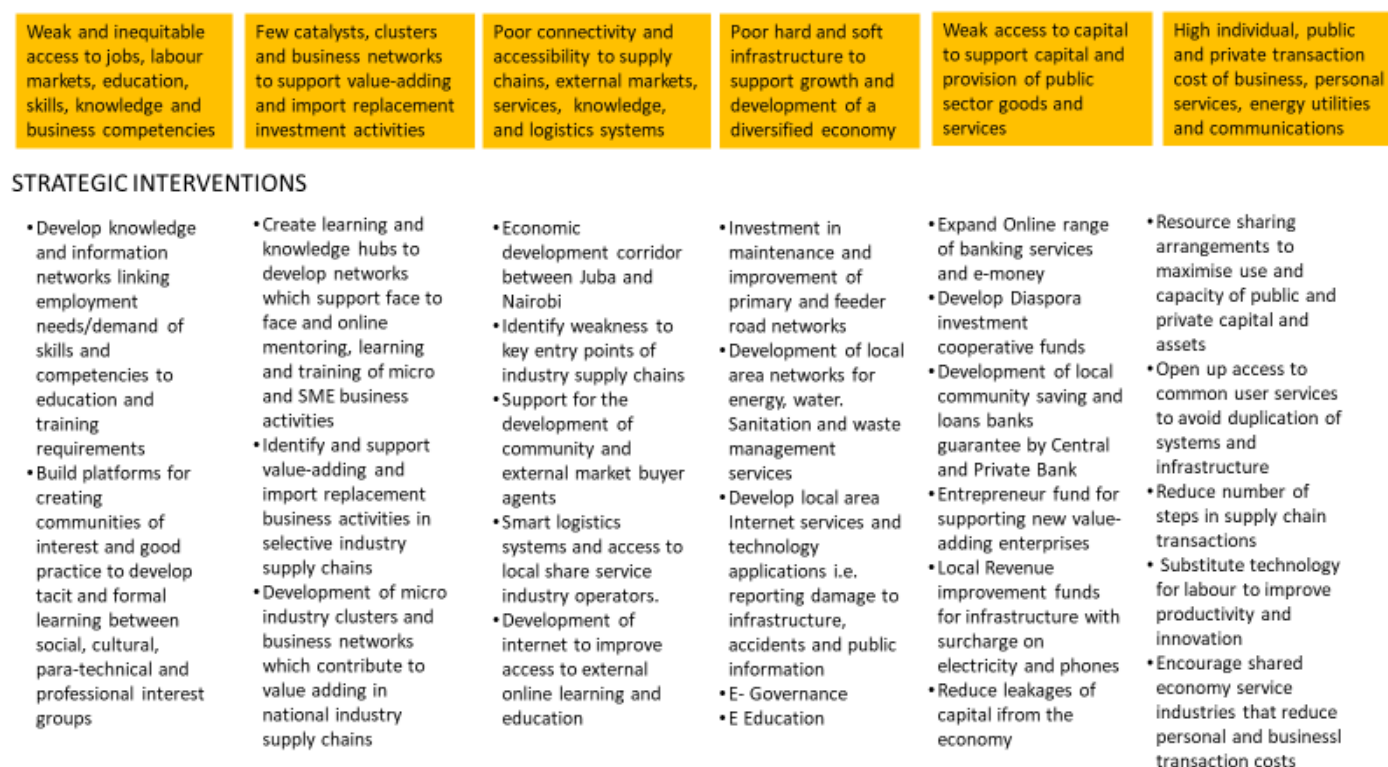 Weak and inequitable
access to jobs, labour
markets, education,
skills, knowledge and
business competencies
Few catalysts, clusters
and business networks
to support value-adding
and import replacement
investment activities
Poor connectivity and
accessibility to supply
chains, external markets,
services, knowledge,
and logistics systems
Poor hard and soft
infrastructure to
support growth and
development of a
diversified economy
Weak access to capital
to support capital and
provision of public
sector goods and
services
High individual, public
and private transaction
cost of business, personal
services, energy utilities
and communications
STRATEGIC INTERVENTIONS
•Develop knowledge
and information
networks linking
employment
needs/demand of
skills and
competencies to
education and
training
requirements
•Build platforms for
creating
communities of
interest and good
practice to develop
tacit and formal
learning between
social, cultural,
para-technical and
professional interest
groups
•Create learning and
knowledge hubs to
develop networks
which support face to
face and online
mentoring, learning
and training of micro
and SME business
activities
•Identify and support
value-adding and
import replacement
business activities in
selective industry
supply chains
•Development of micro
industry clusters and
business networks
which contribute to
value adding in
national industry
supply chains
•Economic
development corridor
between Juba and
Nairobi
•Identify weakness to
key entry points of
industry supply chains
•Support for the
development of
community and
external market buyer
agents
•Smart logistics
systems and access to
local share service
industry operators.
•Development of
internet to improve
access to external
online learning and
education
•Investment in
maintenance and
improvement of
primary and feeder
road networks
•Development of local
area networks for
energy, water.
Sanitation and waste
management
services
•Develop local area
Internet services and
technology
applications i.e.
reporting damage to
infrastructure,
accidents and public
information
•E- Governance
•E Education
•Expand Online range
of banking services
and e-money
•Develop Diaspora
investment
cooperative funds
•Development of local
community saving and
loans banks
guarantee by Central
and Private Bank
•Entrepreneur fund for
supporting new value-
adding enterprises
•Local Revenue
improvement funds
for infrastructure with
surcharge on
electricity and phones
•Reduce leakages of
capital ifrom the
economy
•Resource sharing
arrangements to
maximise use and
capacity of public and
private capital and
assets
•Open up access to
common user services
to avoid duplication of
systems and
infrastructure
•Reduce number of
steps in supply chain
transactions
• Substitute technology
for labour to improve
productivity and
innovation
•Encourage shared
economy service
industries that reduce
personal and businessl
transaction costs